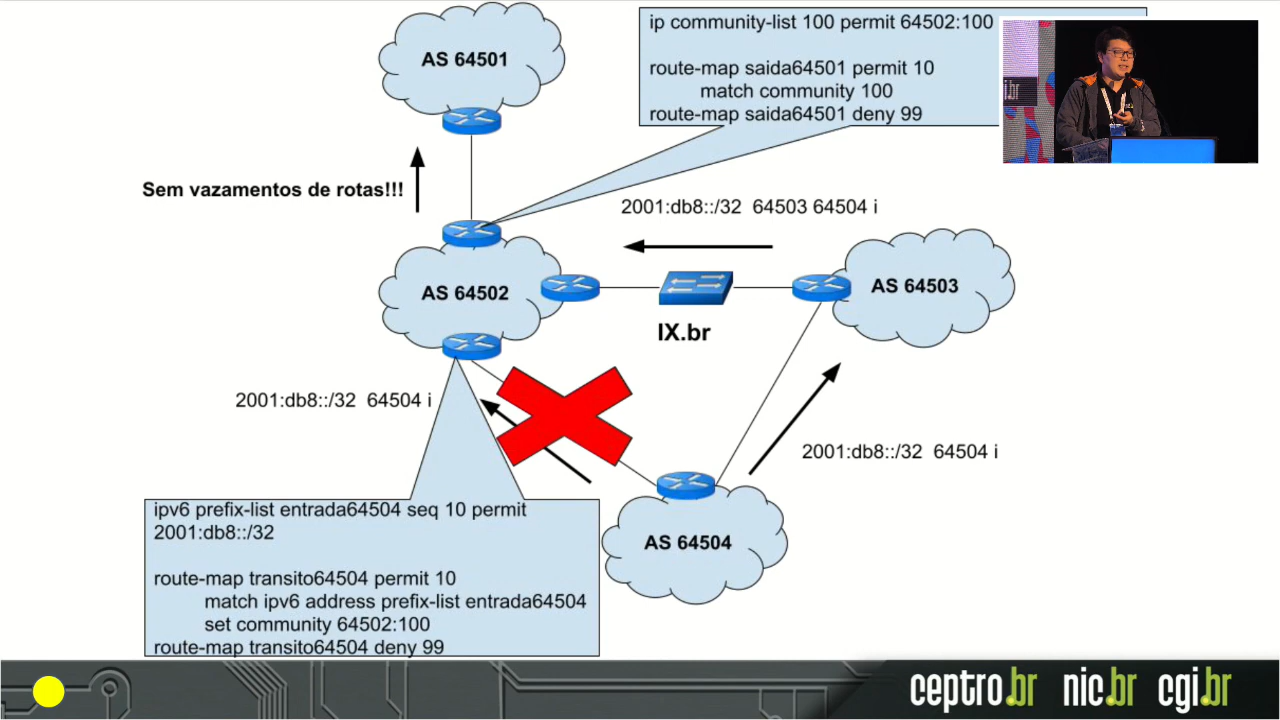 AS 64501
ip community-list 100 permit 64502:100
route-map saida64501 permit 10
match community 100
route-map saida64501 deny 99
Sem vazamentos de rotas!!!
2001:db8::/32 64503 64504 i
AS 64502
AS 64503
IX.br
2001:db8::/32 64504 i
2001:db8::/32 64504 i
ipv6 prefix-list entrada64504 seq 10 permit
2001:db8::/32
route-map transito64504 permit 10
match ipv6 address prefix-list entrada64504
set community 64502:100
route-map transito64504 deny 99
AS 64504
i.br
ceptro.br nic.br cgi.br